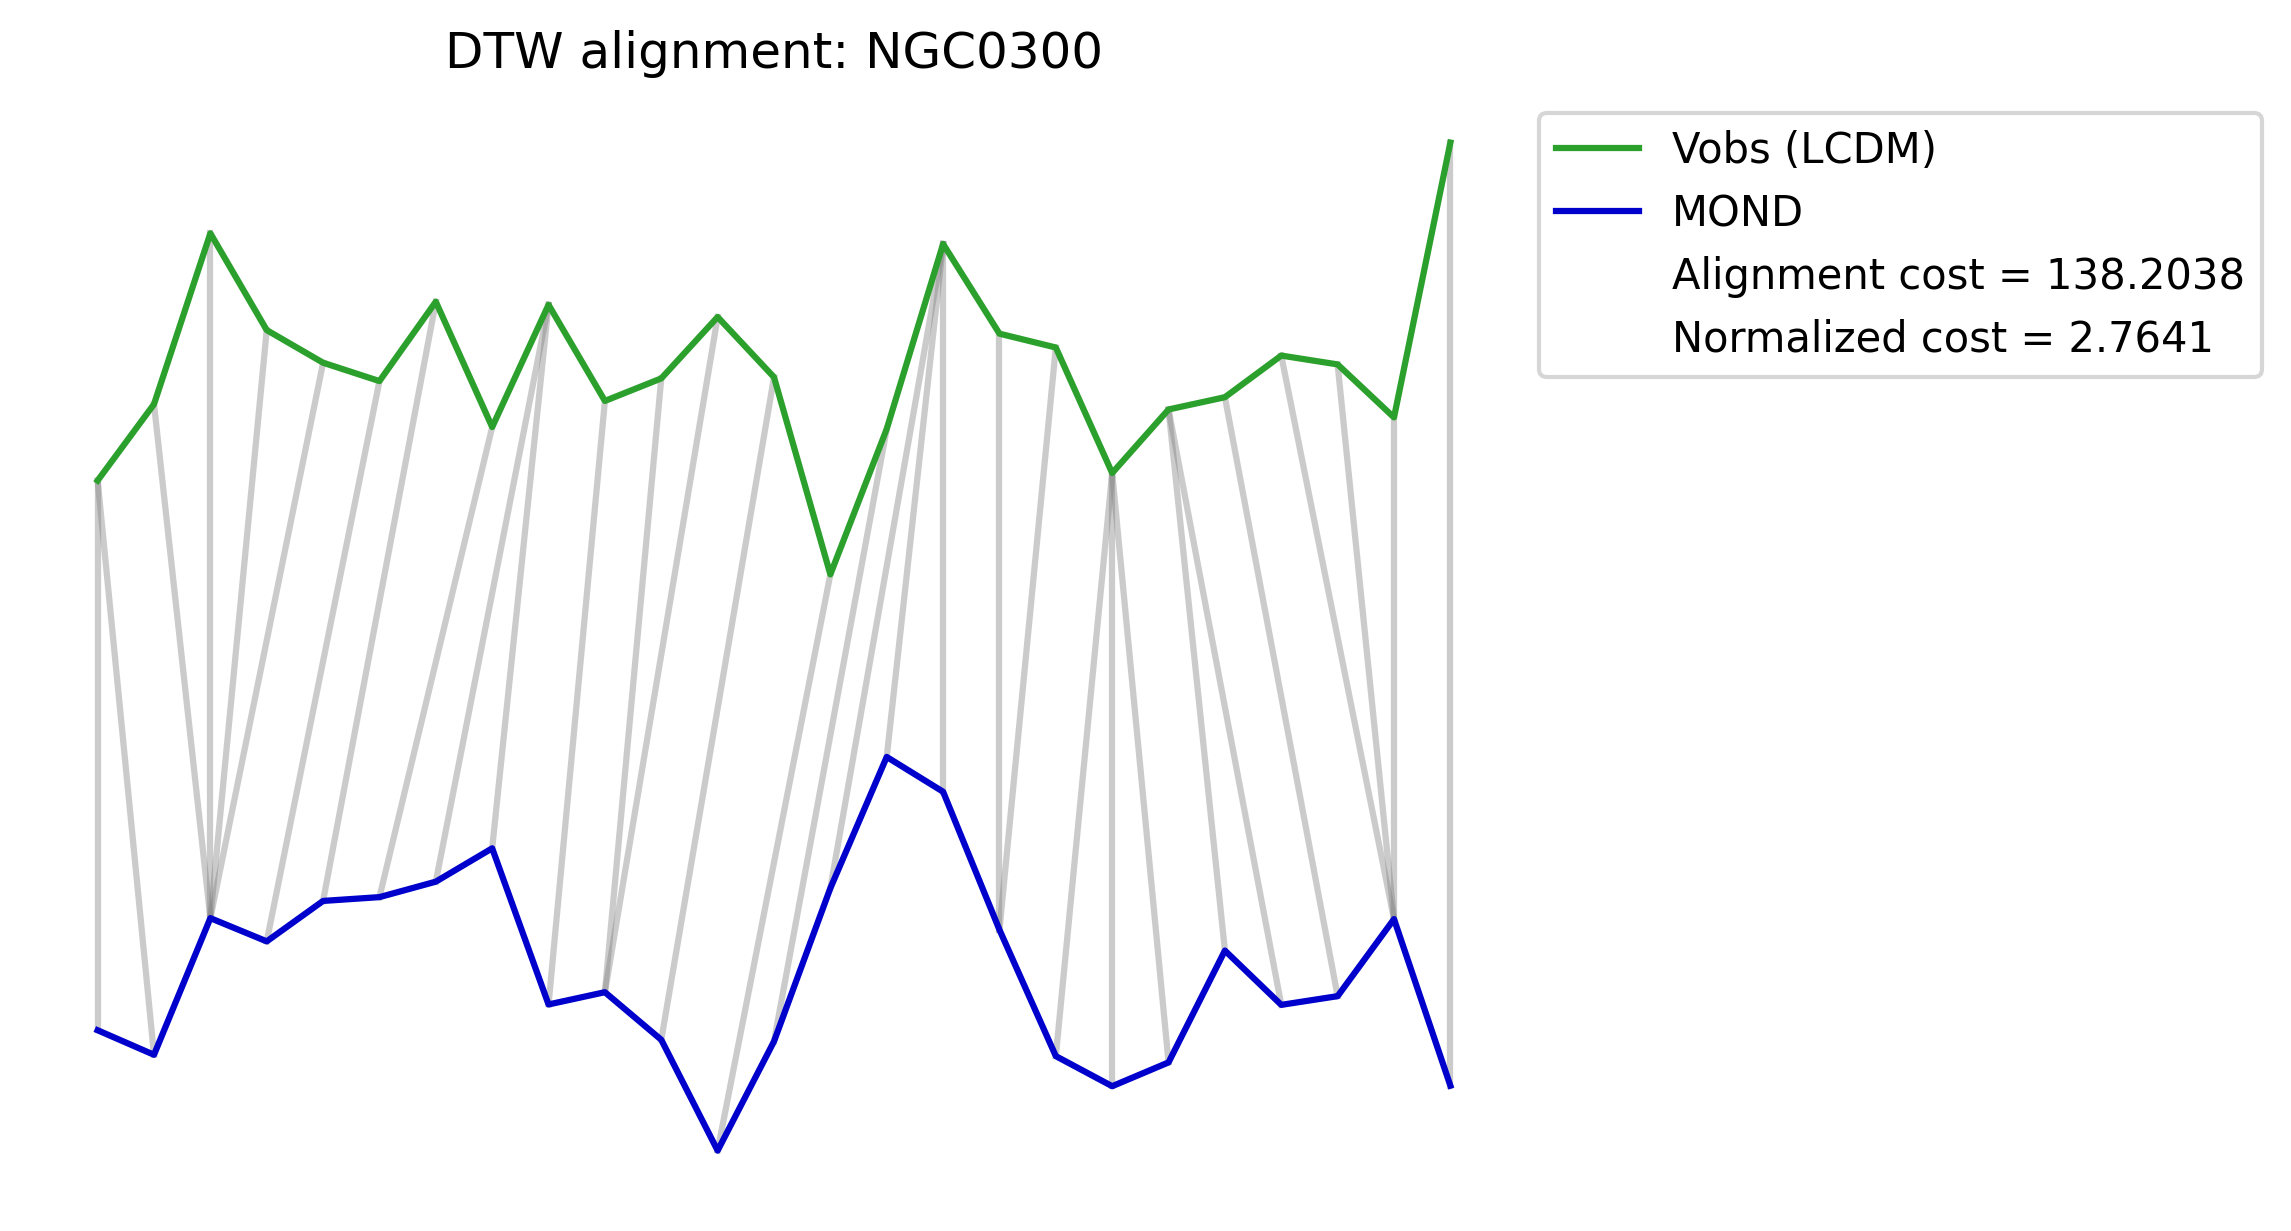 DTW alignment: NGC0300
Vobs (LCDM)
MOND
Alignment cost = 138.2038
Normalized cost = 2.7641